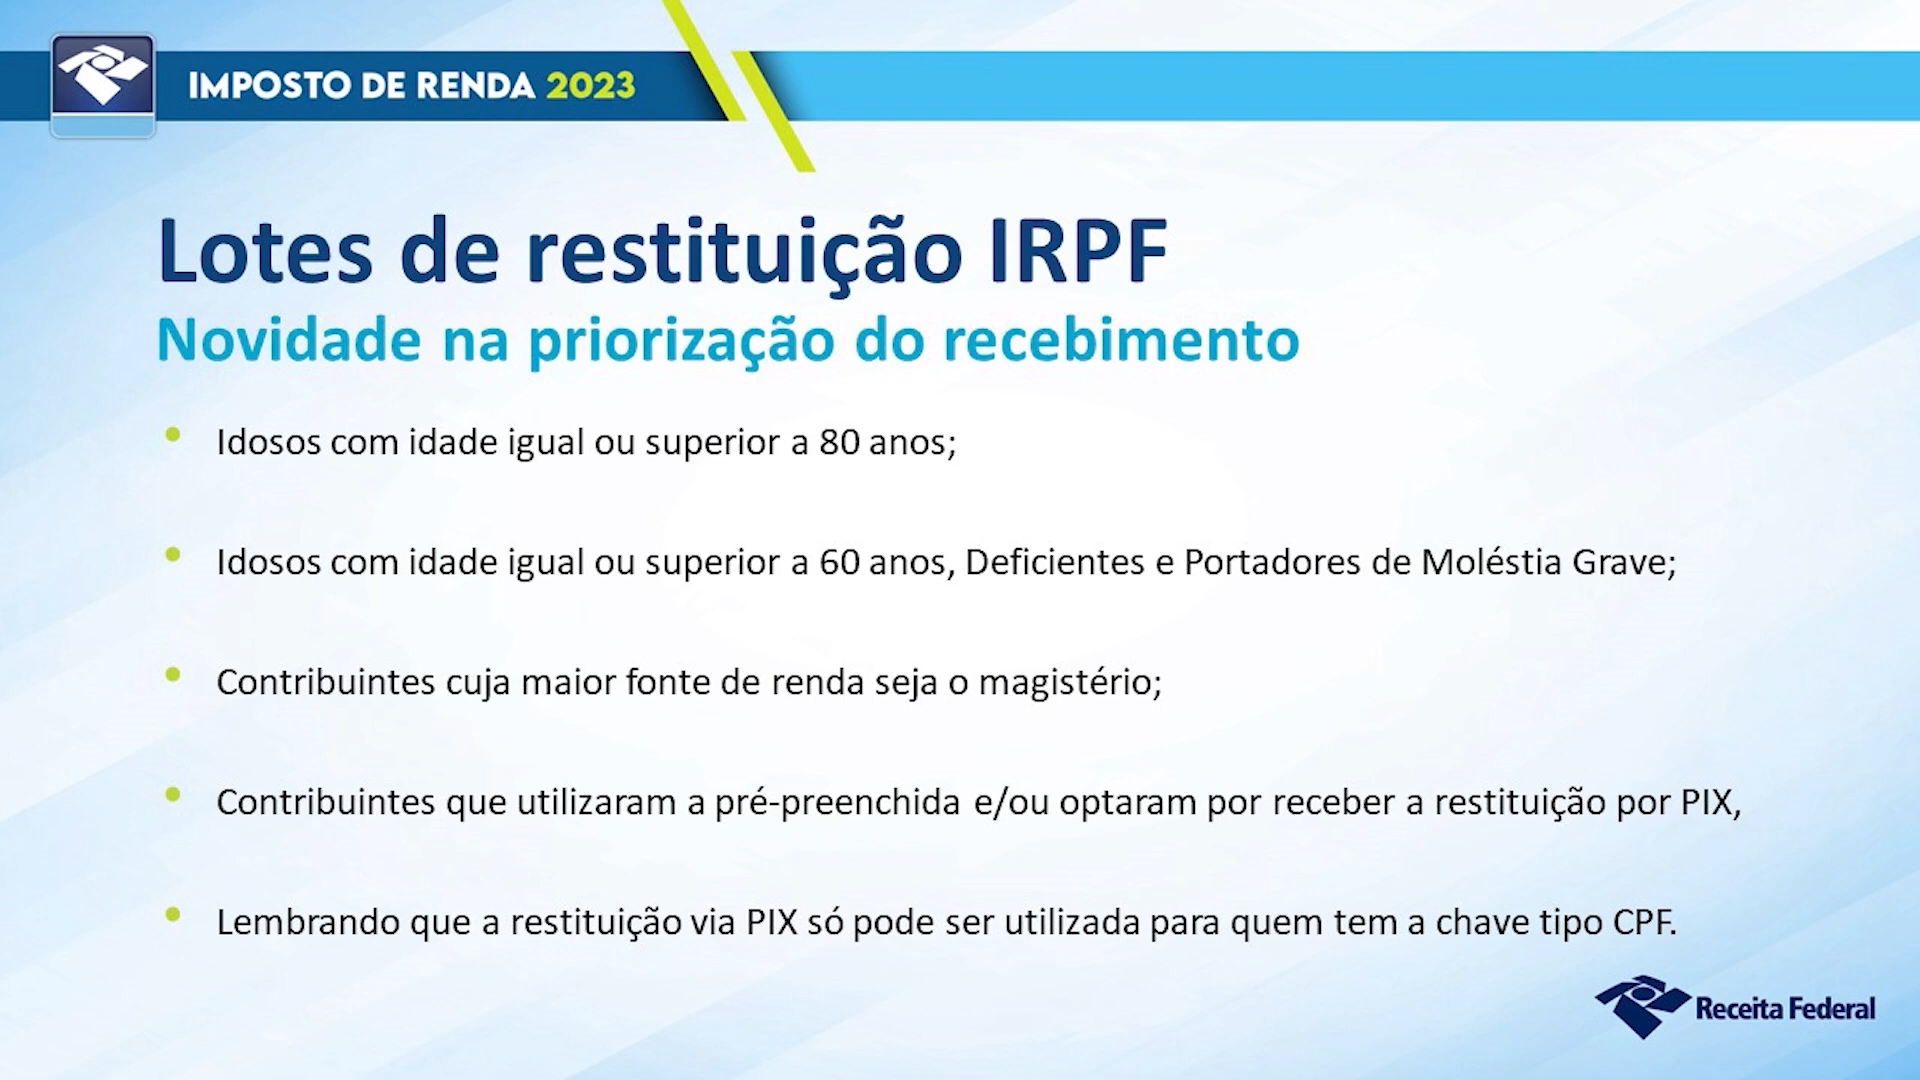 IMPOSTO DE RENDA 2023
Lotes de restituição IRPF
Novidade na priorização do recebimento
• Idosos com idade igual ou superior a 80 anos;
• Idosos com idade igual ou superior a 60 anos, Deficientes e Portadores de Moléstia Grave;
• Contribuintes cuja maior fonte de renda seja o magistério;
• Contribuintes que utilizaram a pré-preenchida e/ou optaram por receber a restituição por PIX,
• Lembrando que a restituição via PIX só pode ser utilizada para quem tem a chave tipo CPF.
Receita Federal